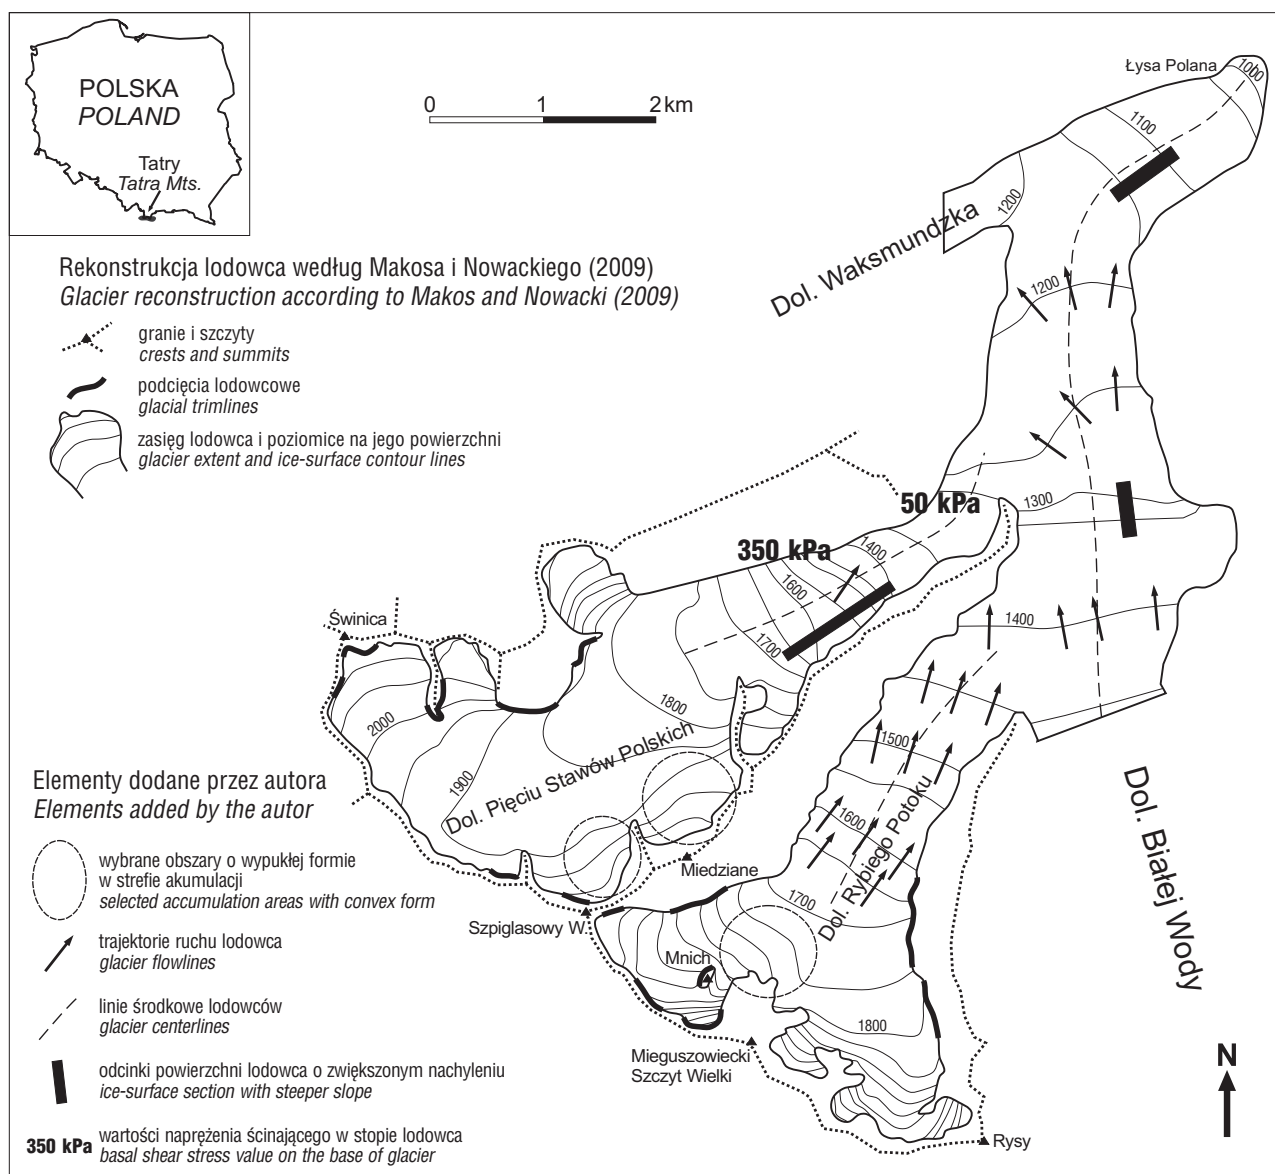 POLSKA
POLAND
Tatry
Tatra Mts.
0 1 2 km
Łysa Polana
1000
1100
1200
Dol. Waksmundzka
1200
Rekonstrukcja lodowca według Makosa i Nowackiego (2009)
Glacier reconstruction according to Makos and Nowacki (2009)
granie i szczyty
crests and summits
podcięcia lodowcowe
glacial trimlines
zasięg lodowca i poziomice na jego powierzchni
glacier extent and ice-surface contour lines
50 kPa
1300
350 kPa
1400
1600
1700
1400
Świnica
1800
2000
1900
Dol. Pięciu Stawów Polskich
1500
1600
Dol. Rybiego Potoku
Dol. Białej Wody
Miedziane
1700
Szpiglasowy W.
Mnich
1800
Mieguszowiecki
Szczyt Wielki
Rysy
N
Elementy dodane przez autora
Elements added by the autor
wybrane obszary o wypukłej formie
w strefie akumulacji
selected accumulation areas with convex form
trajektorie ruchu lodowca
glacier flowlines
linie środkowe lodowców
glacier centerlines
odcinki powierzchni lodowca o zwiększonym nachyleniu
ice-surface section with steeper slope
350 kPa wartości naprężenia ścinającego w stopie lodowca
basal shear stress value on the base of glacier